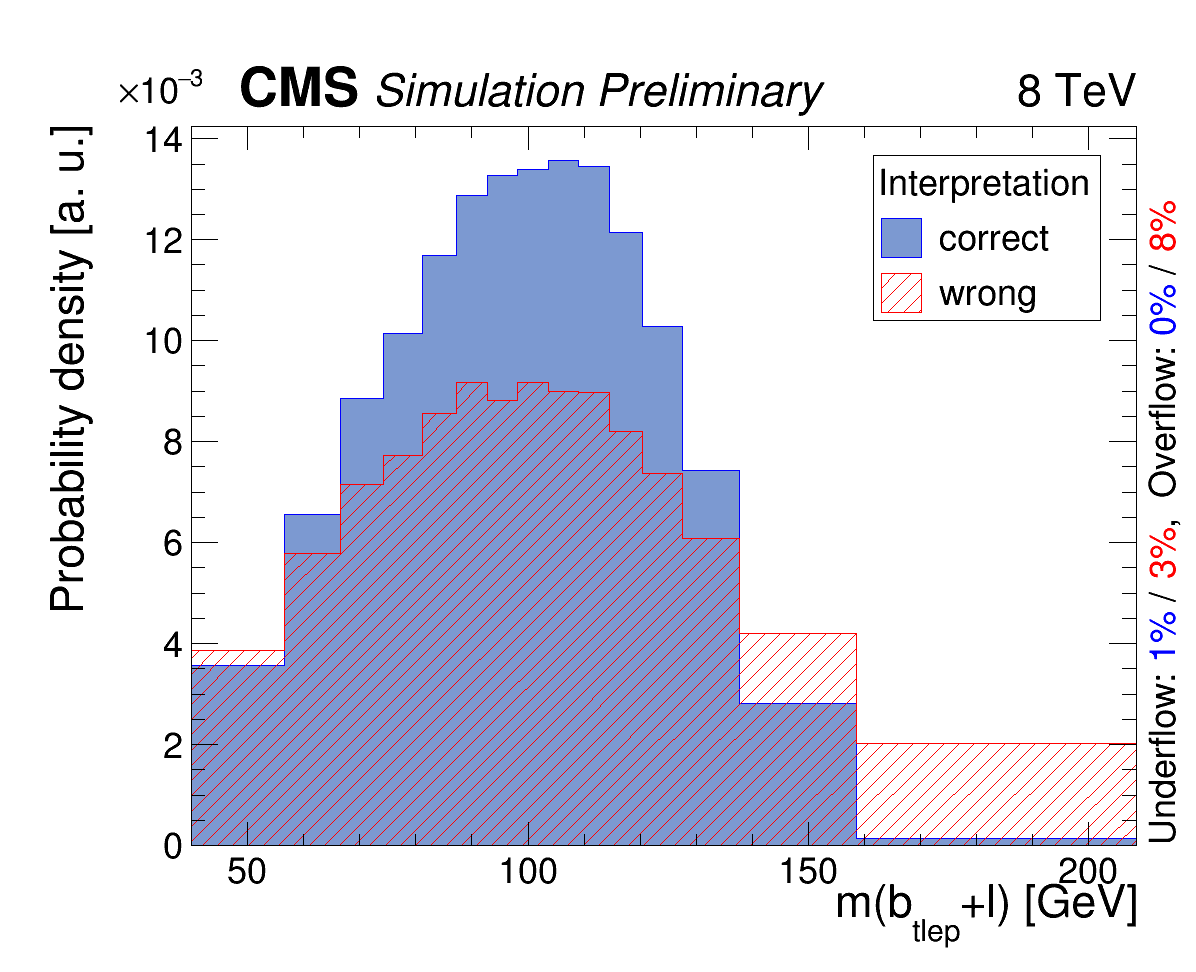 ×10⁻³ CMS Simulation Preliminary 8 TeV
Probability density [a. u.]
14
12
10
8
6
4
2
0
Interpretation
correct
wrong
50 100 150 200
m(b_tlep+l) [GeV]
Underflow: 1% / 3%, Overflow: 0% / 8%